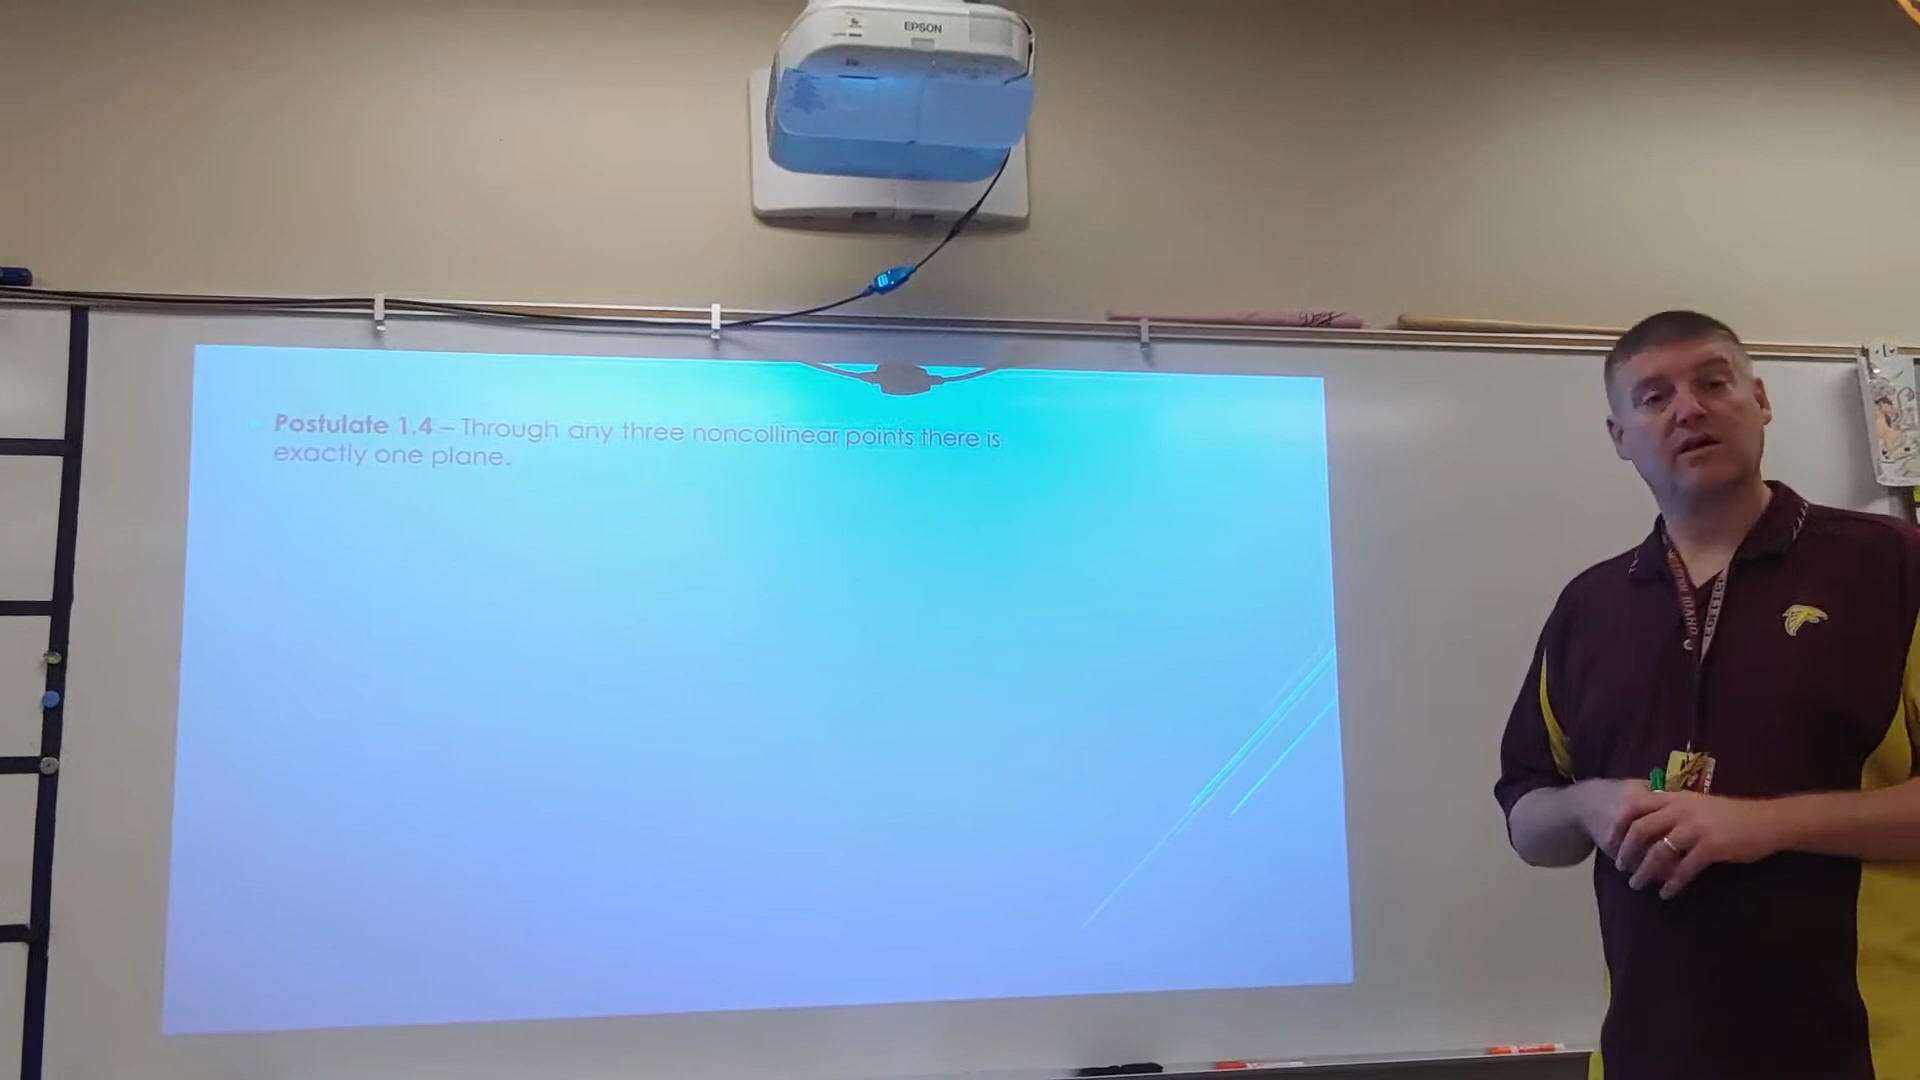 EPSON
Postulate 1.4 – Through any three noncollinear points there is
exactly one plane.